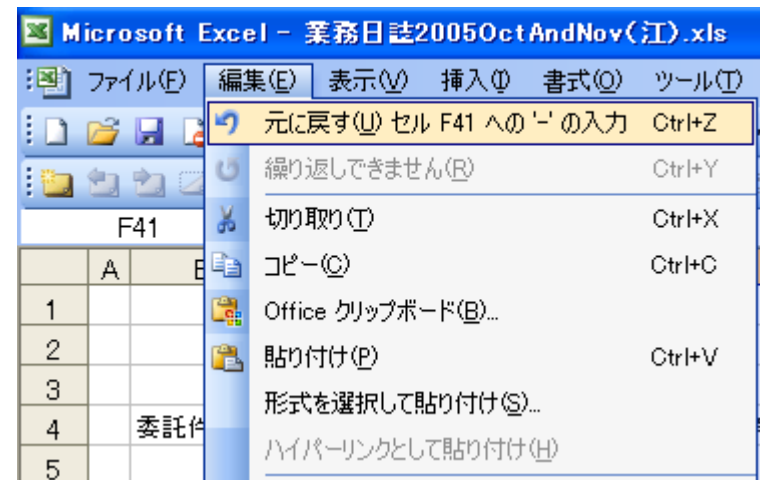 Microsoft Excel - 業務日誌2005OctAndNov(江).xls
ファイル(F) 編集(E) 表示(V) 挿入(I) 書式(O) ツール(T)
元に戻す(U) セル F41 への '-' の入力 Ctrl+Z
繰り返しできません(R) Ctrl+Y
F41
切り取り(T) Ctrl+X
A
コピー(C) Ctrl+C
1
Office クリップボード(B)...
2
貼り付け(P) Ctrl+V
3
形式を選択して貼り付け(S)...
4 委託件
ハイパーリンクとして貼り付け(H)
5